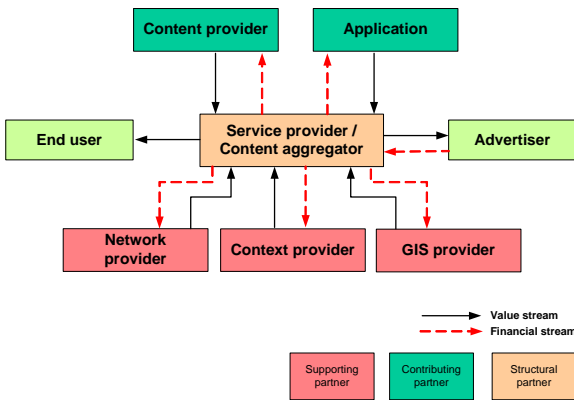 Content provider
Application
End user
Service provider /
Content aggregator
Advertiser
Network
provider
Context provider
GIS provider
Value stream
Financial stream
Supporting
partner
Contributing
partner
Structural
partner